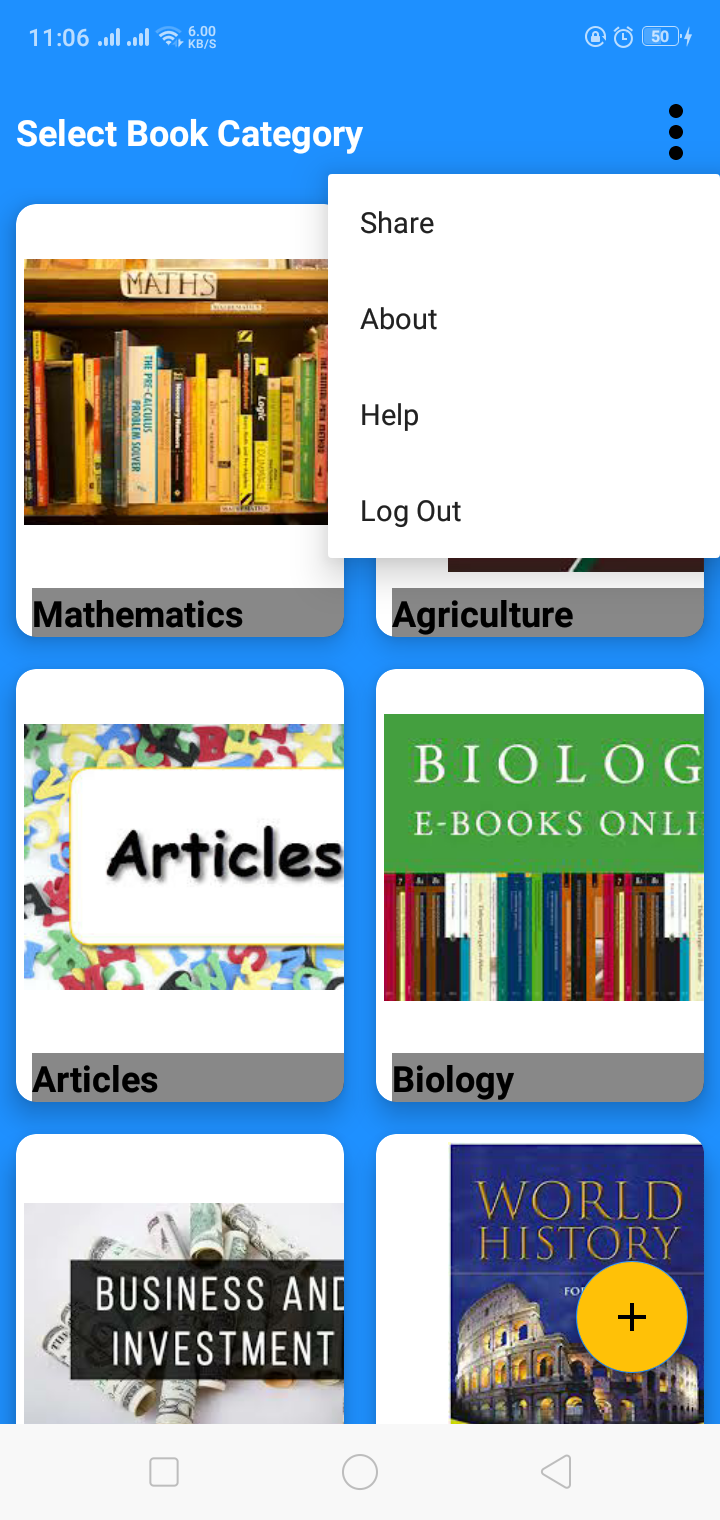 11:06
6.00
KB/S
50
Select Book Category
Share
About
Help
Log Out
MATHS
THE PRE-CALCULUS
PROBLEM SOLVER
Logic
Mathematics
Agriculture
Articles
BIOLOG
E-BOOKS ONLI
Articles
Biology
BUSINESS AND
INVESTMENT
WORLD
HISTORY
FO
+